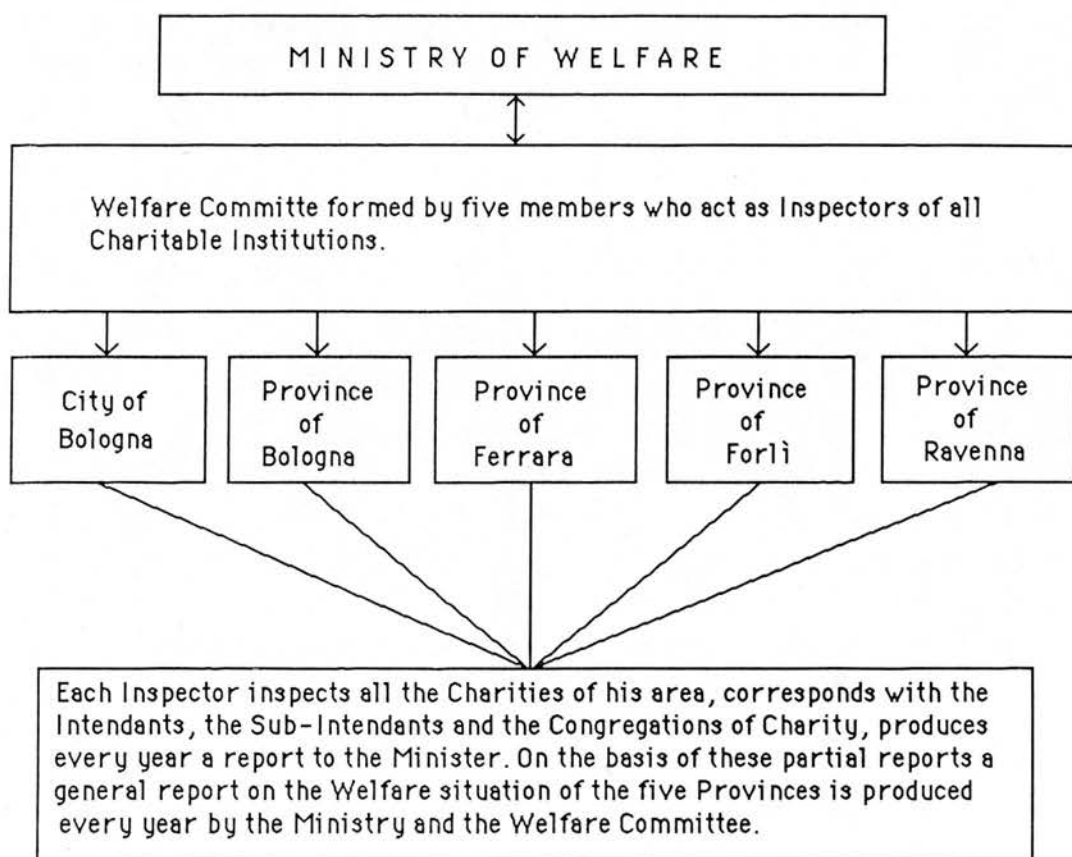 MINISTRY OF WELFARE
Welfare Committe formed by five members who act as Inspectors of all
Charitable Institutions.
City of
Bologna
Province
of
Bologna
Province
of
Ferrara
Province
of
Forlì
Province
of
Ravenna
Each Inspector inspects all the Charities of his area, corresponds with the
Intendants, the Sub-Intendants and the Congregations of Charity, produces
every year a report to the Minister. On the basis of these partial reports a
general report on the Welfare situation of the five Provinces is produced
every year by the Ministry and the Welfare Committee.